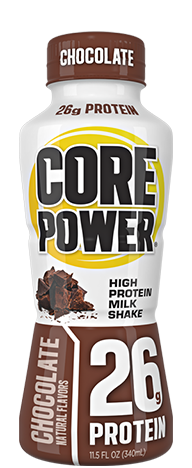 CHOCOLATE
26g PROTEIN
CORE
POWER®
HIGH
PROTEIN
MILK
SHAKE
CHOCOLATE
NATURAL FLAVORS
26g
PROTEIN
11.5 FL OZ (340mL)